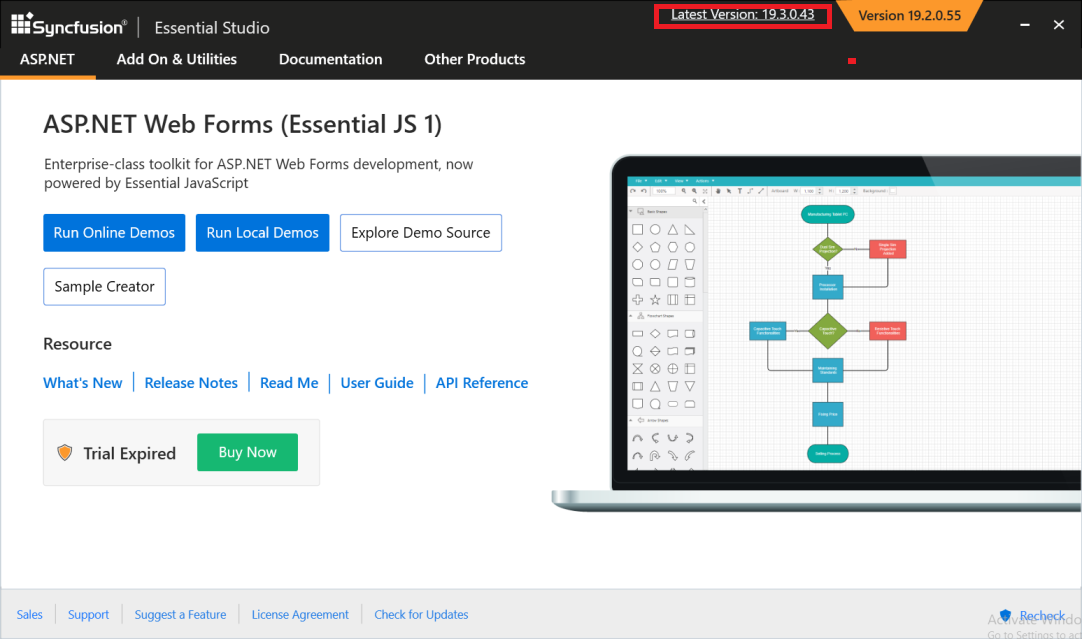 Syncfusion® | Essential Studio
Latest Version: 19.3.0.43
Version 19.2.0.55
ASP.NET
Add On & Utilities
Documentation
Other Products
ASP.NET Web Forms (Essential JS 1)
Enterprise-class toolkit for ASP.NET Web Forms development, now
powered by Essential JavaScript
Run Online Demos
Run Local Demos
Explore Demo Source
Sample Creator
Resource
What's New
Release Notes
Read Me
User Guide
API Reference
Trial Expired
Buy Now
Sales
Support
Suggest a Feature
License Agreement
Check for Updates
Recheck
Activate Windo
Go to Settings to act